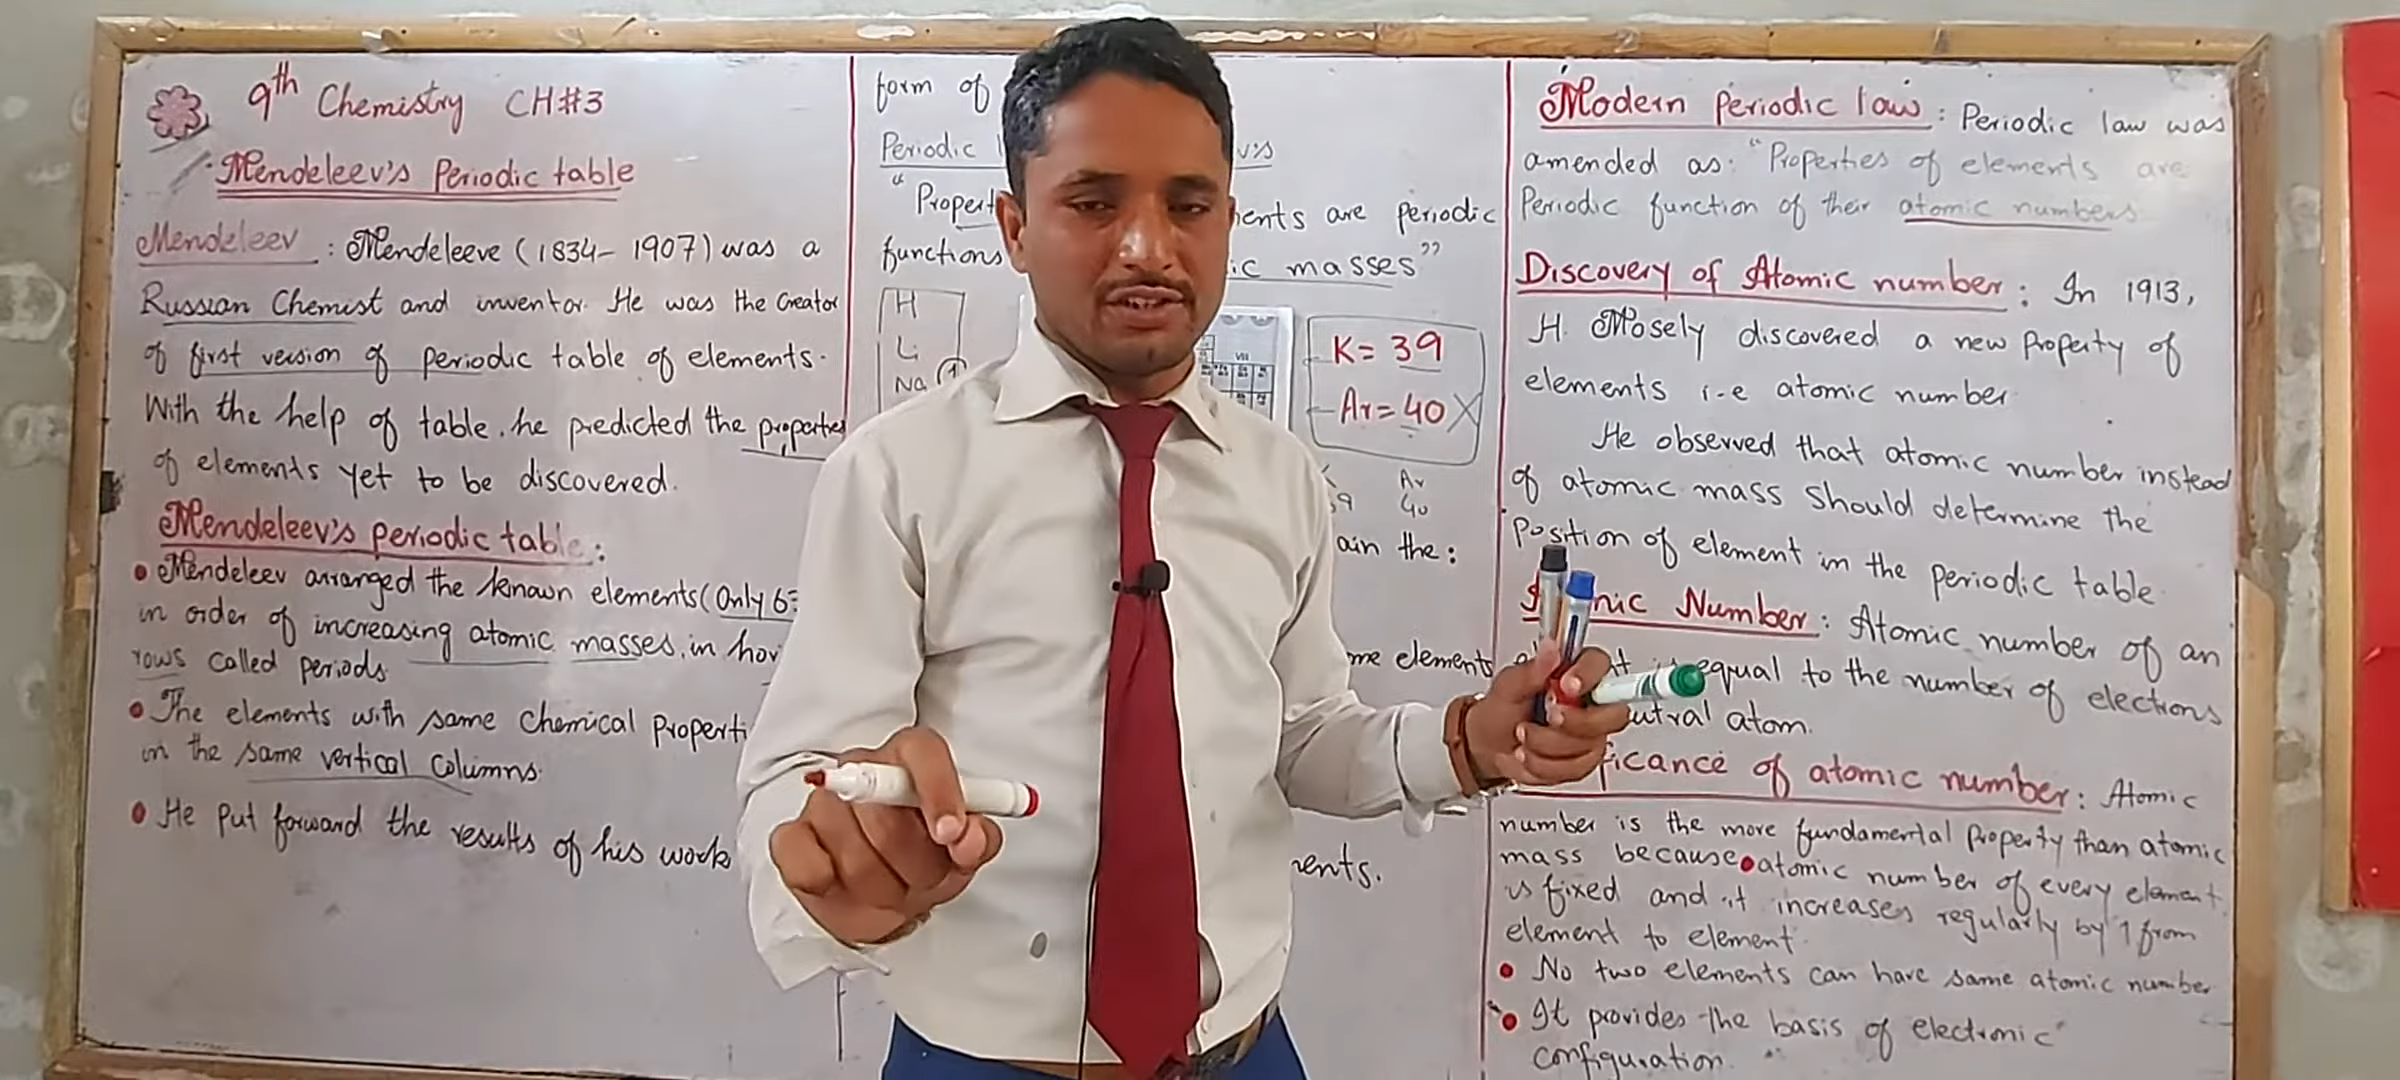 9th Chemistry CH#3
Mendeleev's Periodic table
Mendeleev : Mendeleeve (1834-1907) was a
Russian Chemist and inventor. He was the Creator
of first version of periodic table of elements.
With the help of table, he predicted the properties
of elements yet to be discovered.
Mendeleev's periodic table:
• Mendeleev arranged the known elements (Only 63
in order of increasing atomic masses, in
rows called periods
• The elements with same Chemical
in the same vertical Columns.
• He put forward the results of his work
form of
Periodic
"
ents are periodic
functions ic masses"
H
Li
Na
VIII
K= 39
Ar= 40 X
Ar
40
ain the:
me elements
ments.
Modern Periodic law : Periodic law was
amended as: "Properties of elements are
Periodic function of their atomic numbers
Discovery of Atomic number: In 1913,
H. Mosely discovered a new property of
elements i.e atomic number.
He observed that atomic number instead
of atomic mass should determine the
Position of element in the periodic table.
Number: Atomic number of an
equal to the number of electrons
utral atom.
ficance of atomic number: Atomic
number is the more fundamental property than atomic
mass because • atomic number of every element
is fixed and it increases regularly by 1 from
element to element.
• No two elements can have same atomic number
• It provides the basis of electronic
configuration.